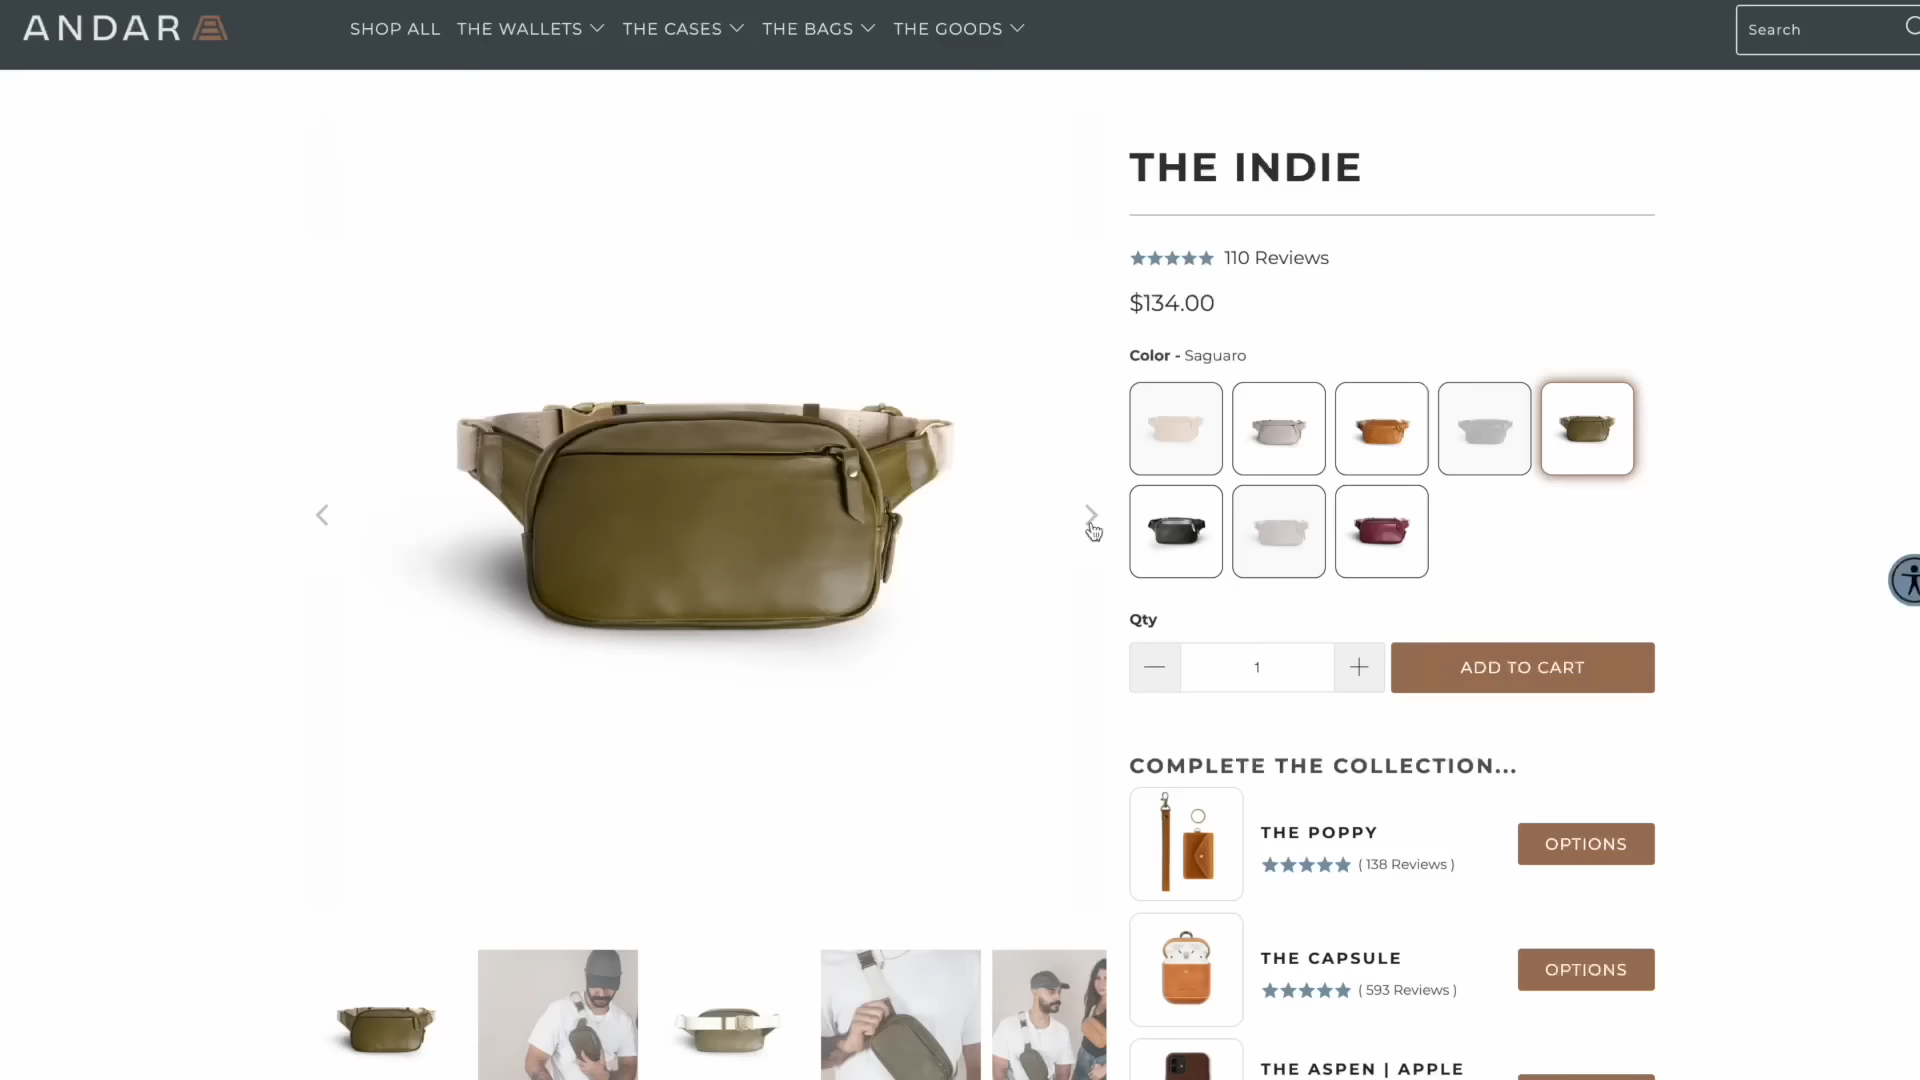 ANDAR
SHOP ALL THE WALLETS THE CASES THE BAGS THE GOODS
Search
THE INDIE
110 Reviews
$134.00
Color - Saguaro
Qty
1
ADD TO CART
COMPLETE THE COLLECTION...
THE POPPY
( 138 Reviews )
OPTIONS
THE CAPSULE
( 593 Reviews )
OPTIONS
THE ASPEN | APPLE